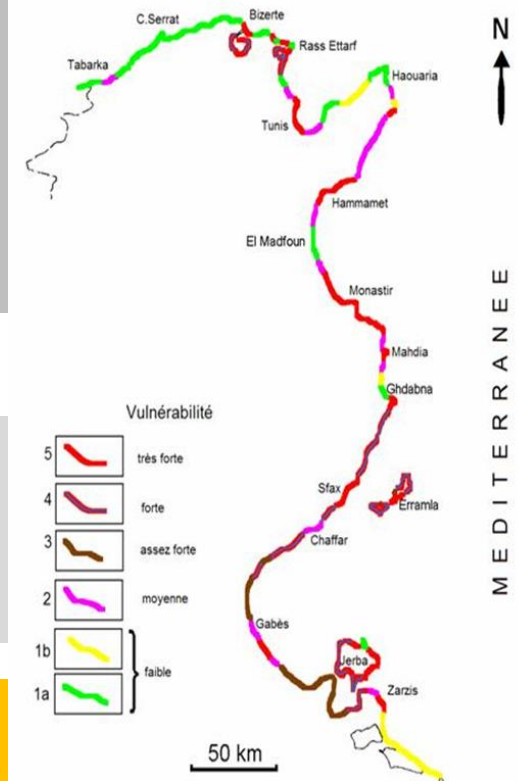 Bizerte
C.Serrat
Rass Ettarf
Tabarka
Haouaria
Tunis
N
Hammamet
El Madfoun
Monastir
Mahdia
Ghdabna
MEDITERRANEE
Vulnérabilité
5 très forte
4 forte
3 assez forte
2 moyenne
1b
faible
1a
Sfax
Erramla
Chaffar
Gabès
Jerba
Zarzis
50 km